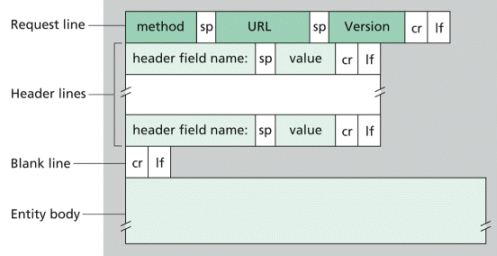 Request line method sp URL sp Version cr lf
header field name: sp value cr lf
Header lines
header field name: sp value cr lf
Blank line cr lf
Entity body